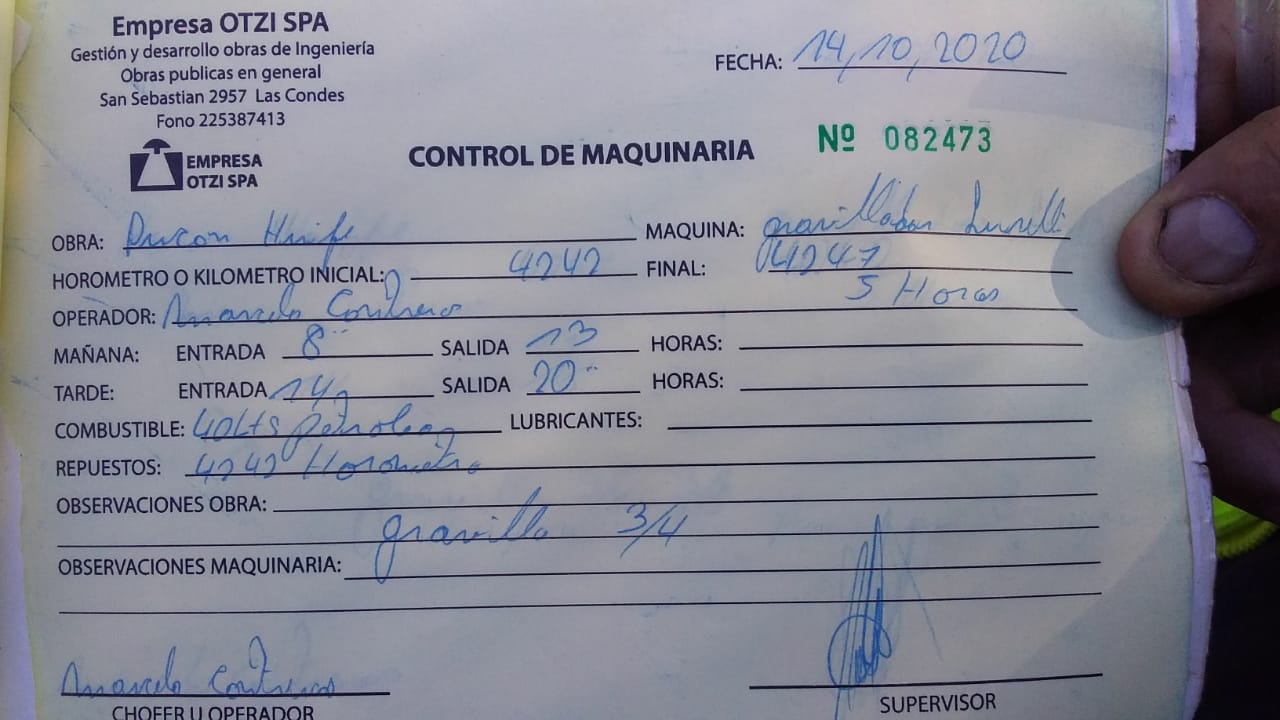 Empresa OTZI SPA
Gestión y desarrollo obras de Ingeniería
Obras publicas en general
San Sebastian 2957 Las Condes
Fono 225387413
EMPRESA
OTZI SPA
FECHA: 14,10,2020
CONTROL DE MAQUINARIA
Nº 082473
OBRA: Pucon Huife MAQUINA: gravillador
HOROMETRO O KILOMETRO INICIAL: 4242 FINAL: 4247
5 Horas
OPERADOR: Marcelo Contreras
MAÑANA: ENTRADA 8 SALIDA 13 HORAS:
TARDE: ENTRADA 14 SALIDA 20 HORAS:
COMBUSTIBLE: 40Lts petroleo LUBRICANTES:
REPUESTOS: 4242 Horometro
OBSERVACIONES OBRA:
gravilla 3/4
OBSERVACIONES MAQUINARIA:
Marcelo Contreras
CHOFER U OPERADOR
SUPERVISOR